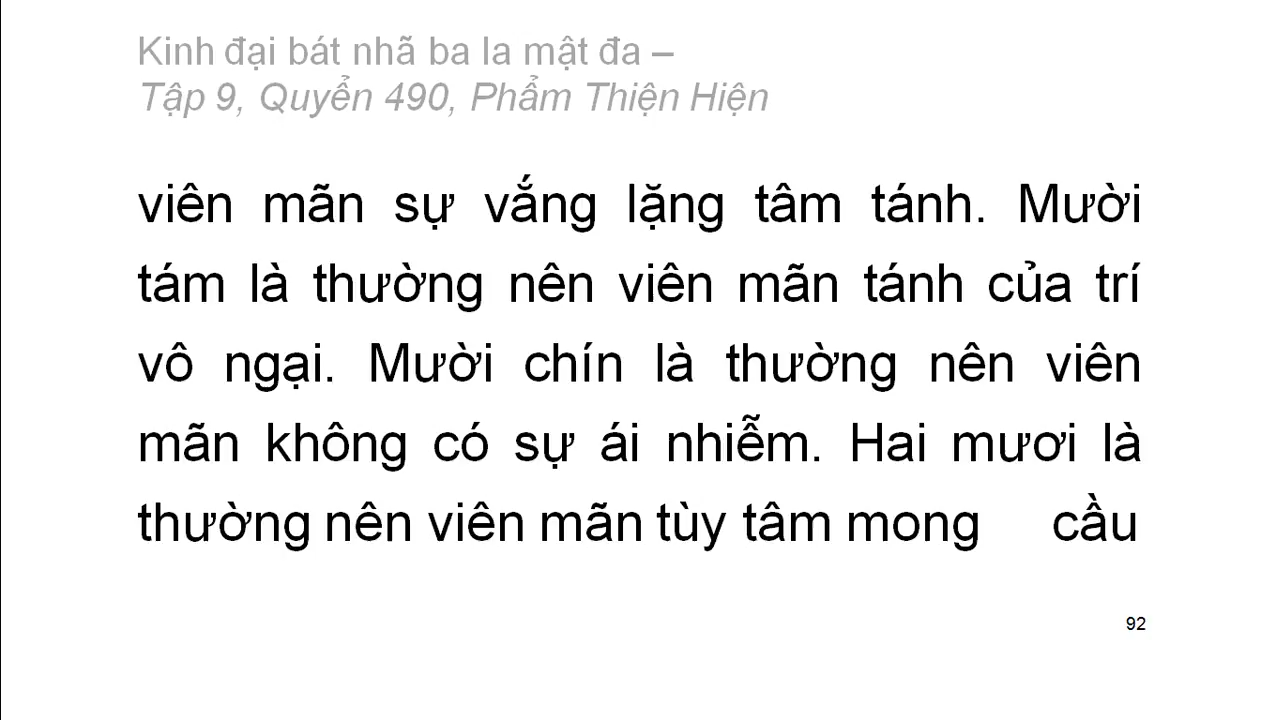 Kinh đại bát nhã ba la mật đa –
Tập 9, Quyển 490, Phẩm Thiện Hiện
viên mãn sự vắng lặng tâm tánh. Mười
tám là thường nên viên mãn tánh của trí
vô ngại. Mười chín là thường nên viên
mãn không có sự ái nhiễm. Hai mươi là
thường nên viên mãn tùy tâm mong cầu
92